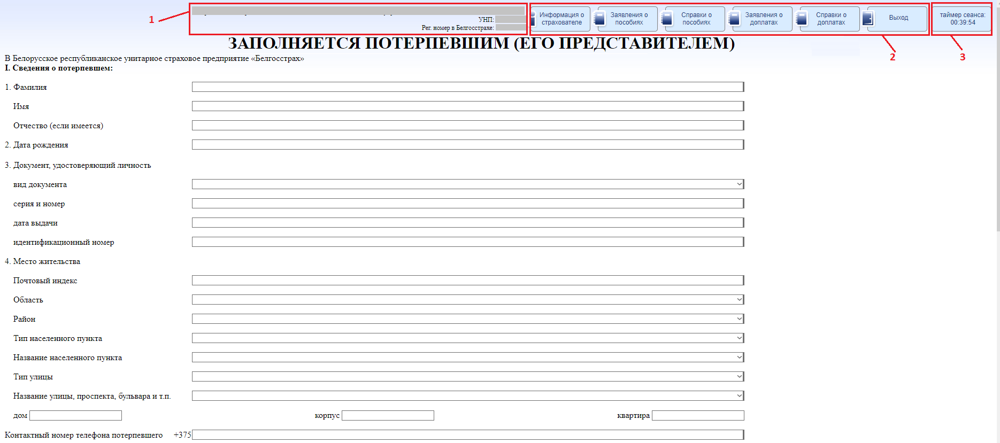 1
УНП:
Рег. номер в Белгосстрахе:
Информация о
страхователе
Заявления о
пособиях
Справки о
пособиях
Заявления о
доплатах
Справки о
доплатах
Выход
таймер сеанса:
00:39:54
2
3
ЗАПОЛНЯЕТСЯ ПОТЕРПЕВШИМ (ЕГО ПРЕДСТАВИТЕЛЕМ)
В Белорусское республиканское унитарное страховое предприятие «Белгосстрах»
I. Сведения о потерпевшем:
1. Фамилия
Имя
Отчество (если имеется)
2. Дата рождения
3. Документ, удостоверяющий личность
вид документа
серия и номер
дата выдачи
идентификационный номер
4. Место жительства
Почтовый индекс
Область
Район
Тип населенного пункта
Название населенного пункта
Тип улицы
Название улицы, проспекта, бульвара и т.п.
дом корпус квартира
Контактный номер телефона потерпевшего +375